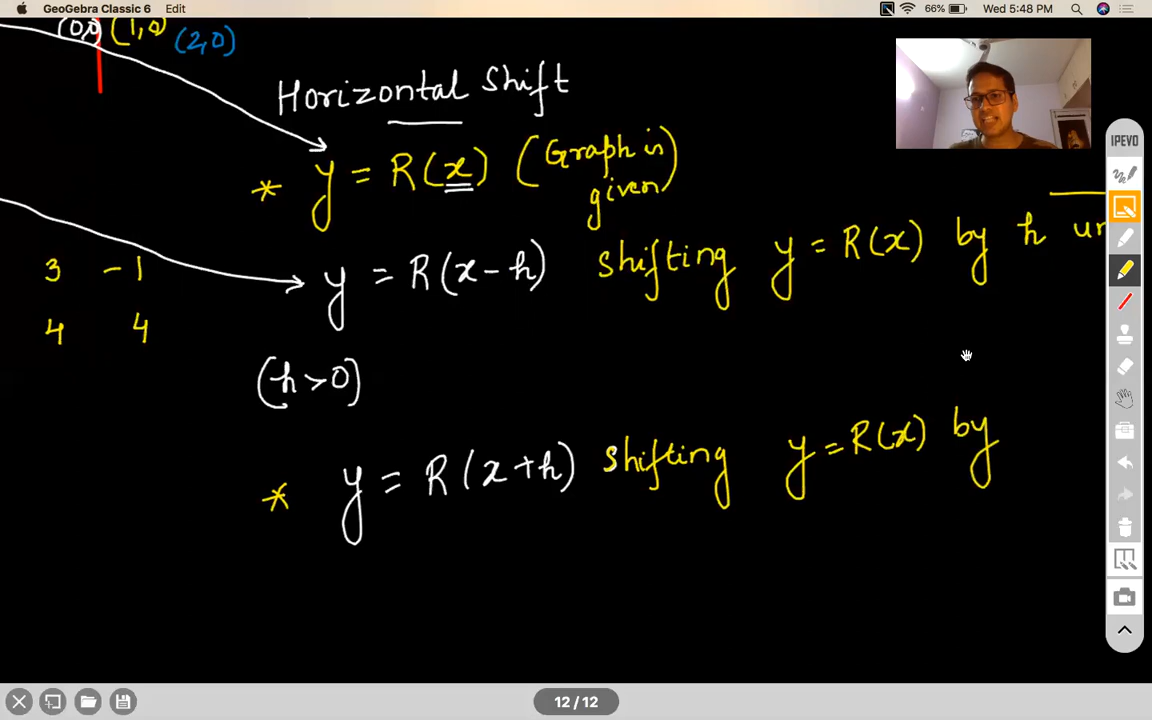 GeoGebra Classic 6 Edit 66% Wed 5:48 PM
(0,0) (1,0) (2,0)
Horizontal Shift
* y = R(x) (Graph is given)
y = R(x-h) shifting y = R(x) by h
3 -1
4 4
(h>0)
* y = R(x+h) shifting y=R(x) by
IPEVO
12/12